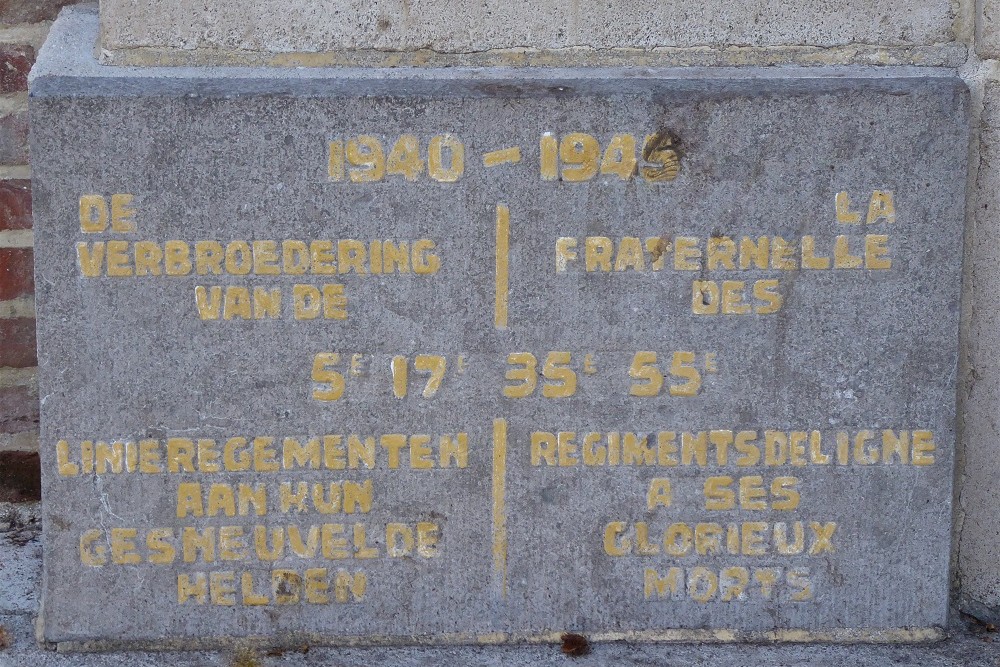 1940 - 1945
DE
VERBROEDERING
VAN DE
LA
FRATERNELLE
DES
5E 17E 35E 55E
LINIEREGEMENTEN
AAN HUN
GESNEUVELDE
HELDEN
REGIMENTS DE LIGNE
A SES
GLORIEUX
MORTS